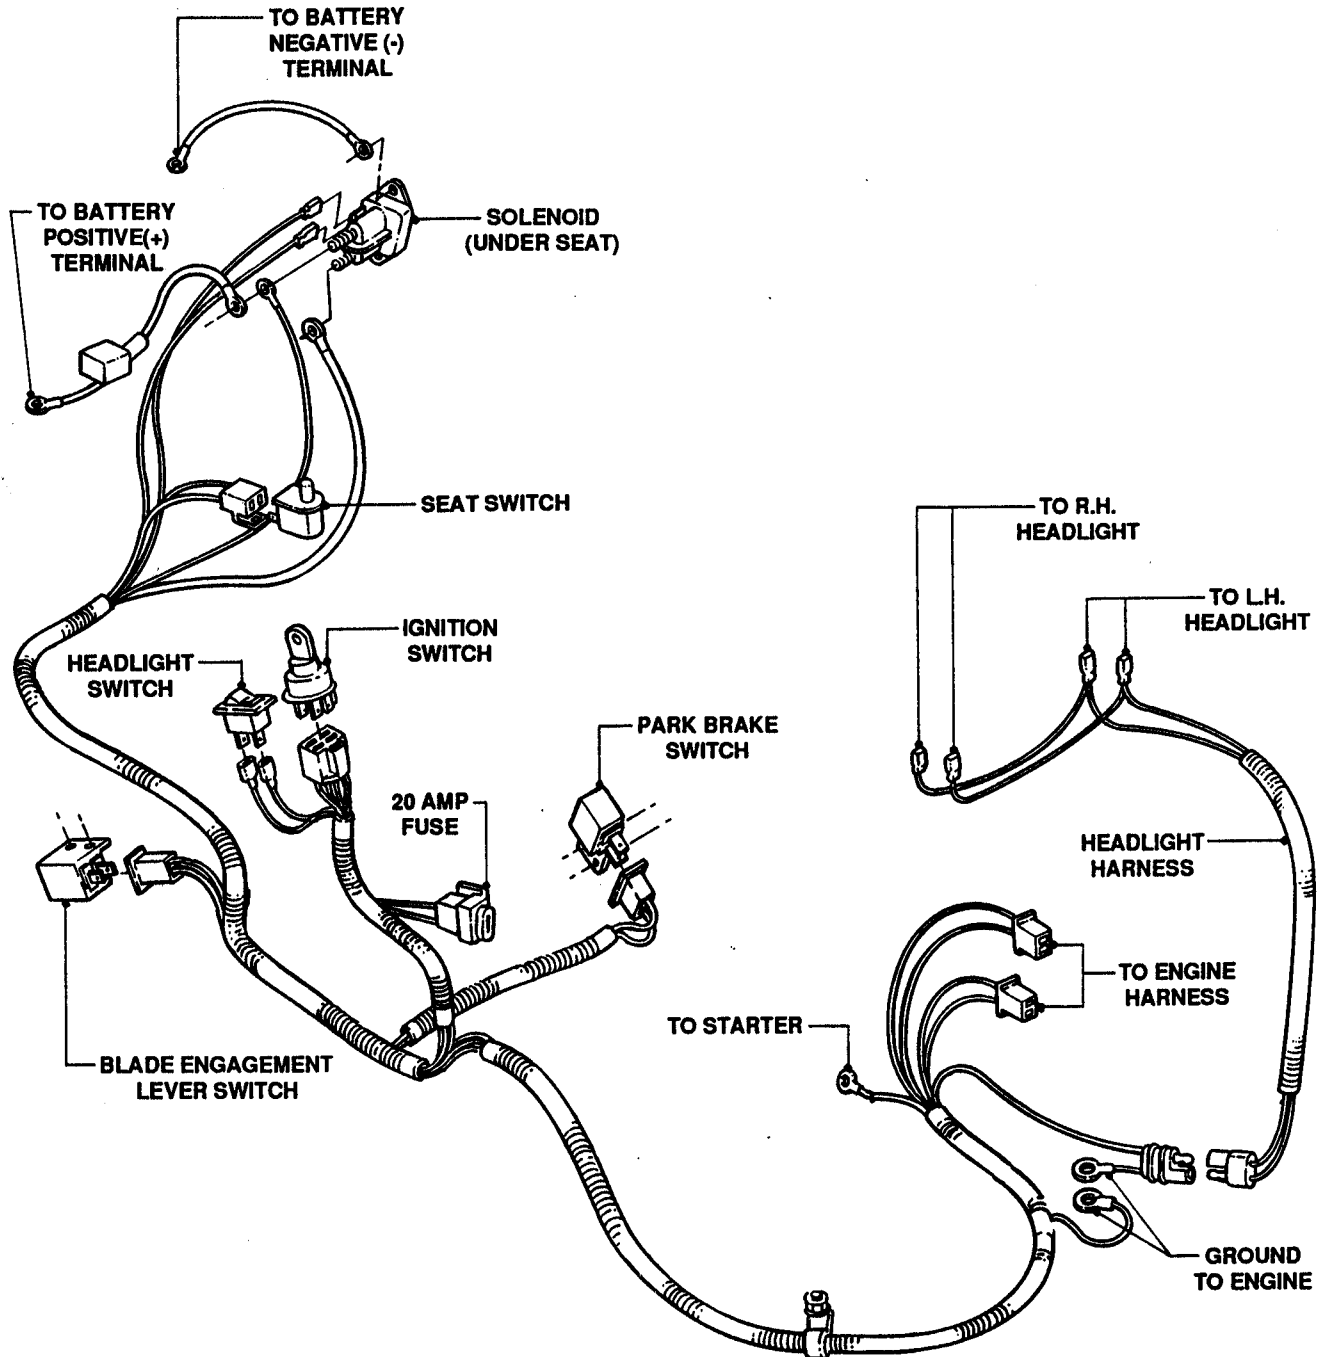 TO BATTERY
NEGATIVE (-)
TERMINAL
TO BATTERY
POSITIVE(+)
TERMINAL
SOLENOID
(UNDER SEAT)
SEAT SWITCH
TO R.H.
HEADLIGHT
TO L.H.
HEADLIGHT
IGNITION
SWITCH
HEADLIGHT
SWITCH
PARK BRAKE
SWITCH
20 AMP
FUSE
HEADLIGHT
HARNESS
TO ENGINE
HARNESS
TO STARTER
BLADE ENGAGEMENT
LEVER SWITCH
GROUND
TO ENGINE